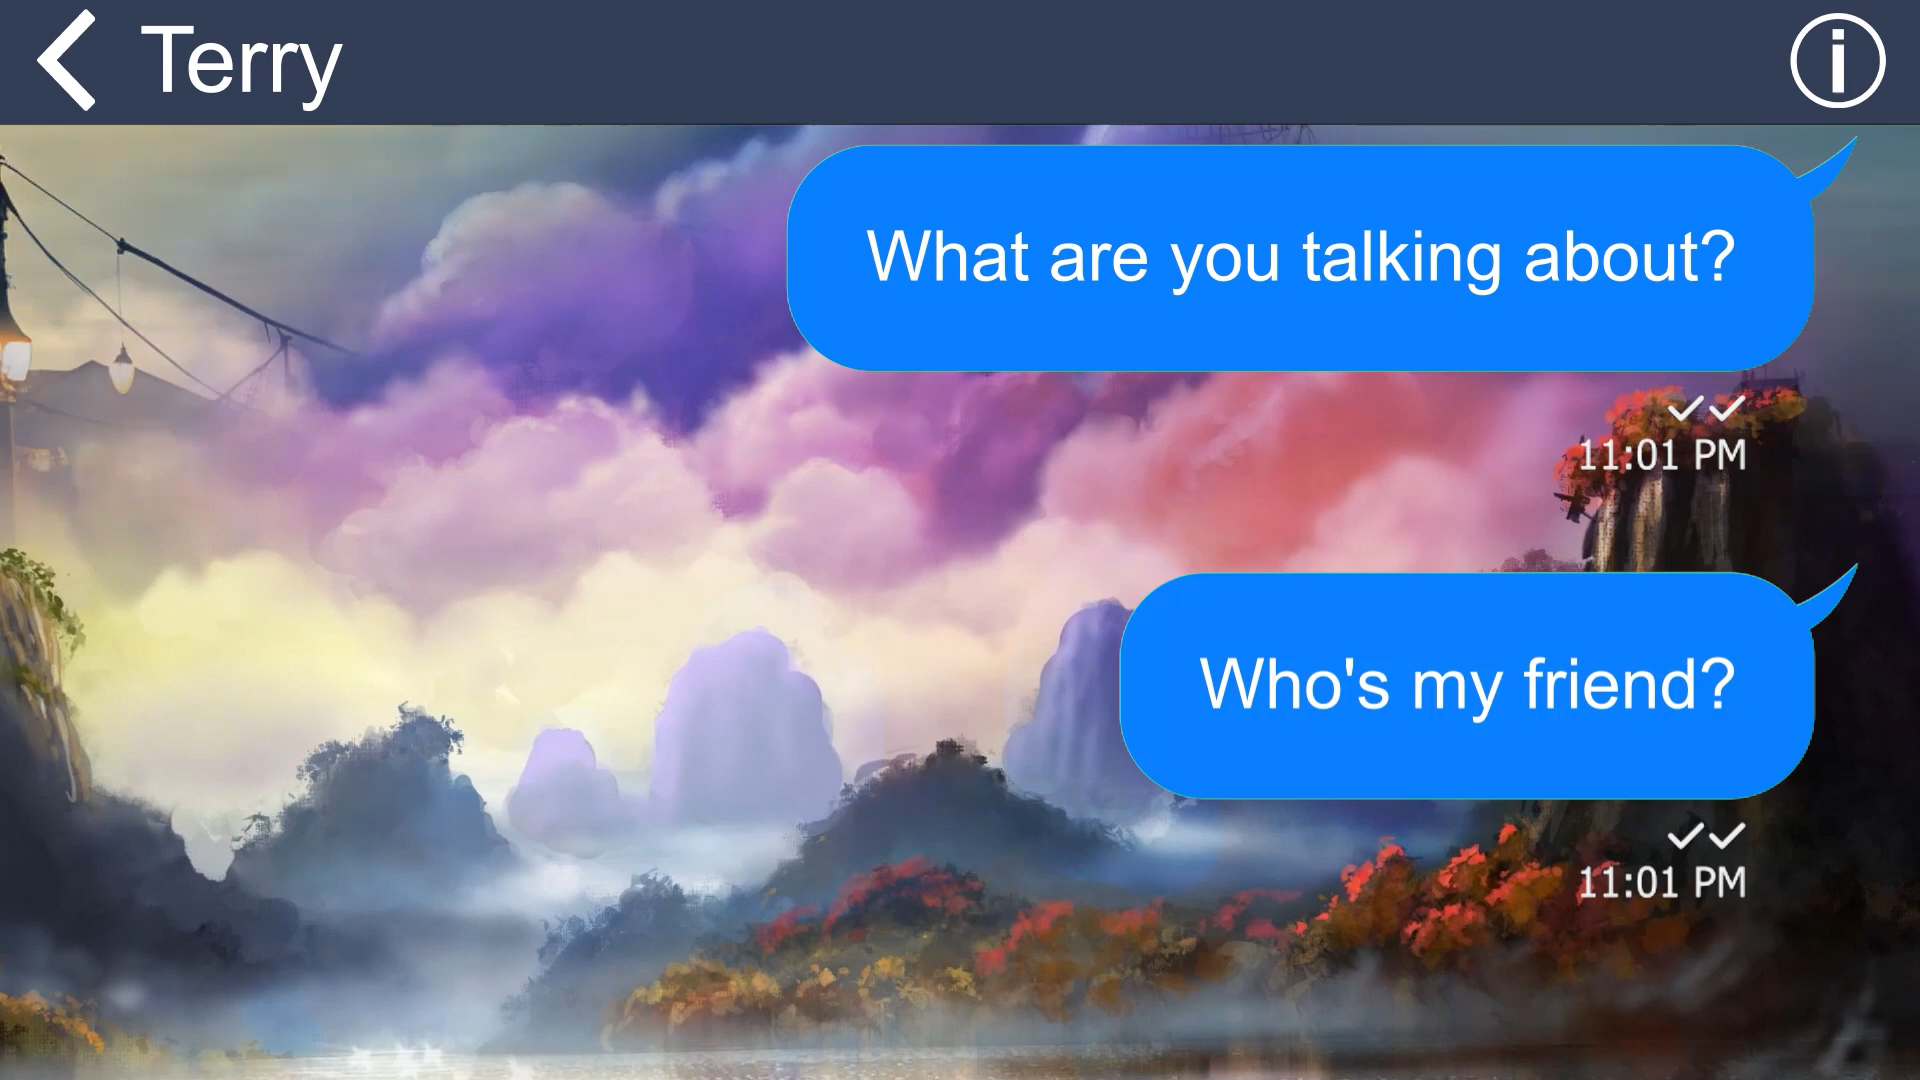 Terry
What are you talking about?
11:01 PM
Who's my friend?
11:01 PM